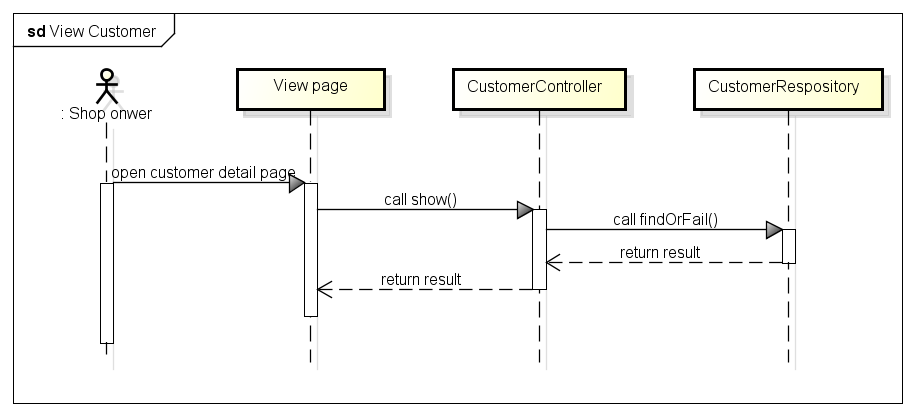 sd View Customer
: Shop onwer
View page
CustomerController
CustomerRespository
open customer detail page
call show()
call findOrFail()
return result
return result